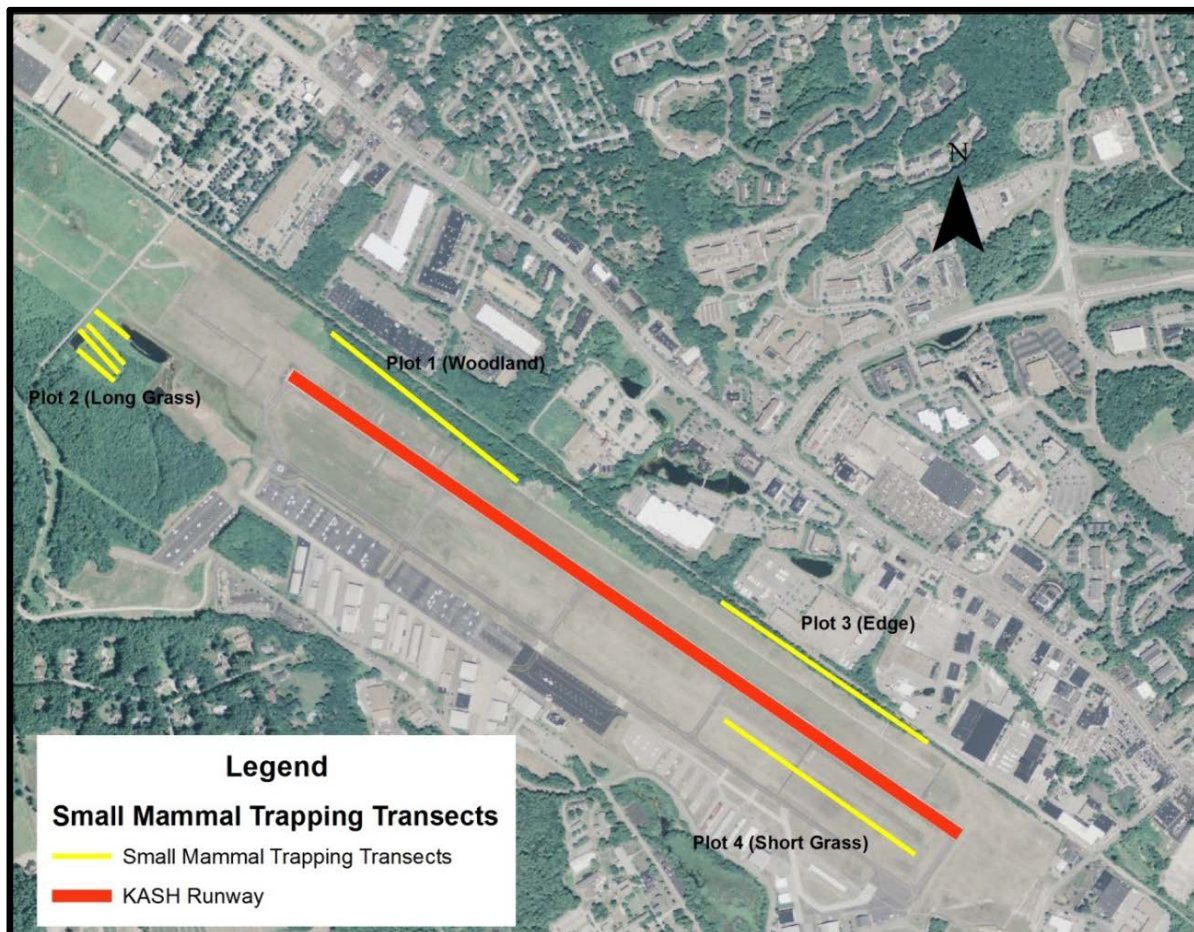 N
Plot 1 (Woodland)
Plot 2 (Long Grass)
Plot 3 (Edge)
Plot 4 (Short Grass)
Legend
Small Mammal Trapping Transects
Small Mammal Trapping Transects
KASH Runway